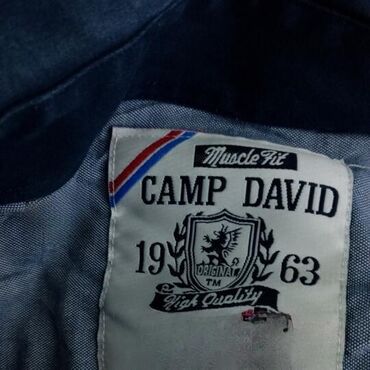 Muscle Fit
CAMP DAVID
19 63
ORIGINAL
TM
High Quality